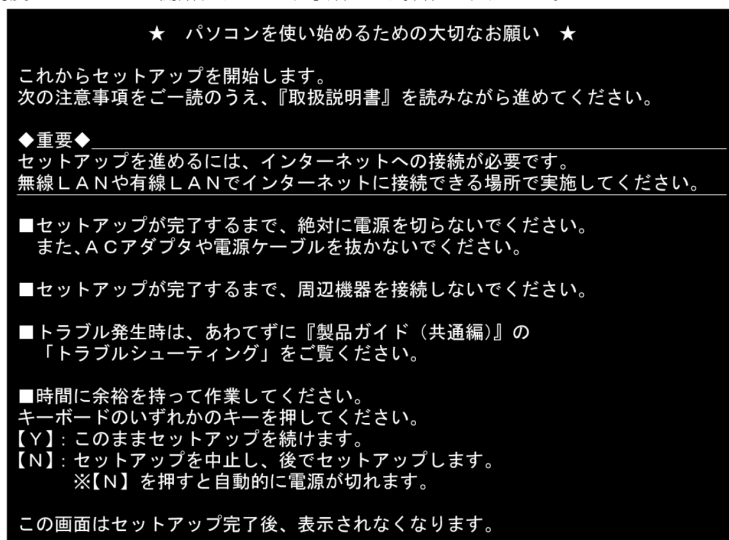 ★　パソコンを使い始めるための大切なお願い　★
これからセットアップを開始します。
次の注意事項をご一読のうえ、『取扱説明書』を読みながら進めてください。
◆重要◆
セットアップを進めるには、インターネットへの接続が必要です。
無線ＬＡＮや有線ＬＡＮでインターネットに接続できる場所で実施してください。
■セットアップが完了するまで、絶対に電源を切らないでください。
また、ＡＣアダプタや電源ケーブルを抜かないでください。
■セットアップが完了するまで、周辺機器を接続しないでください。
■トラブル発生時は、あわてずに『製品ガイド（共通編）』の
「トラブルシューティング」をご覧ください。
■時間に余裕を持って作業してください。
キーボードのいずれかのキーを押してください。
【Ｙ】：このままセットアップを続けます。
【Ｎ】：セットアップを中止し、後でセットアップします。
※【Ｎ】を押すと自動的に電源が切れます。
この画面はセットアップ完了後、表示されなくなります。